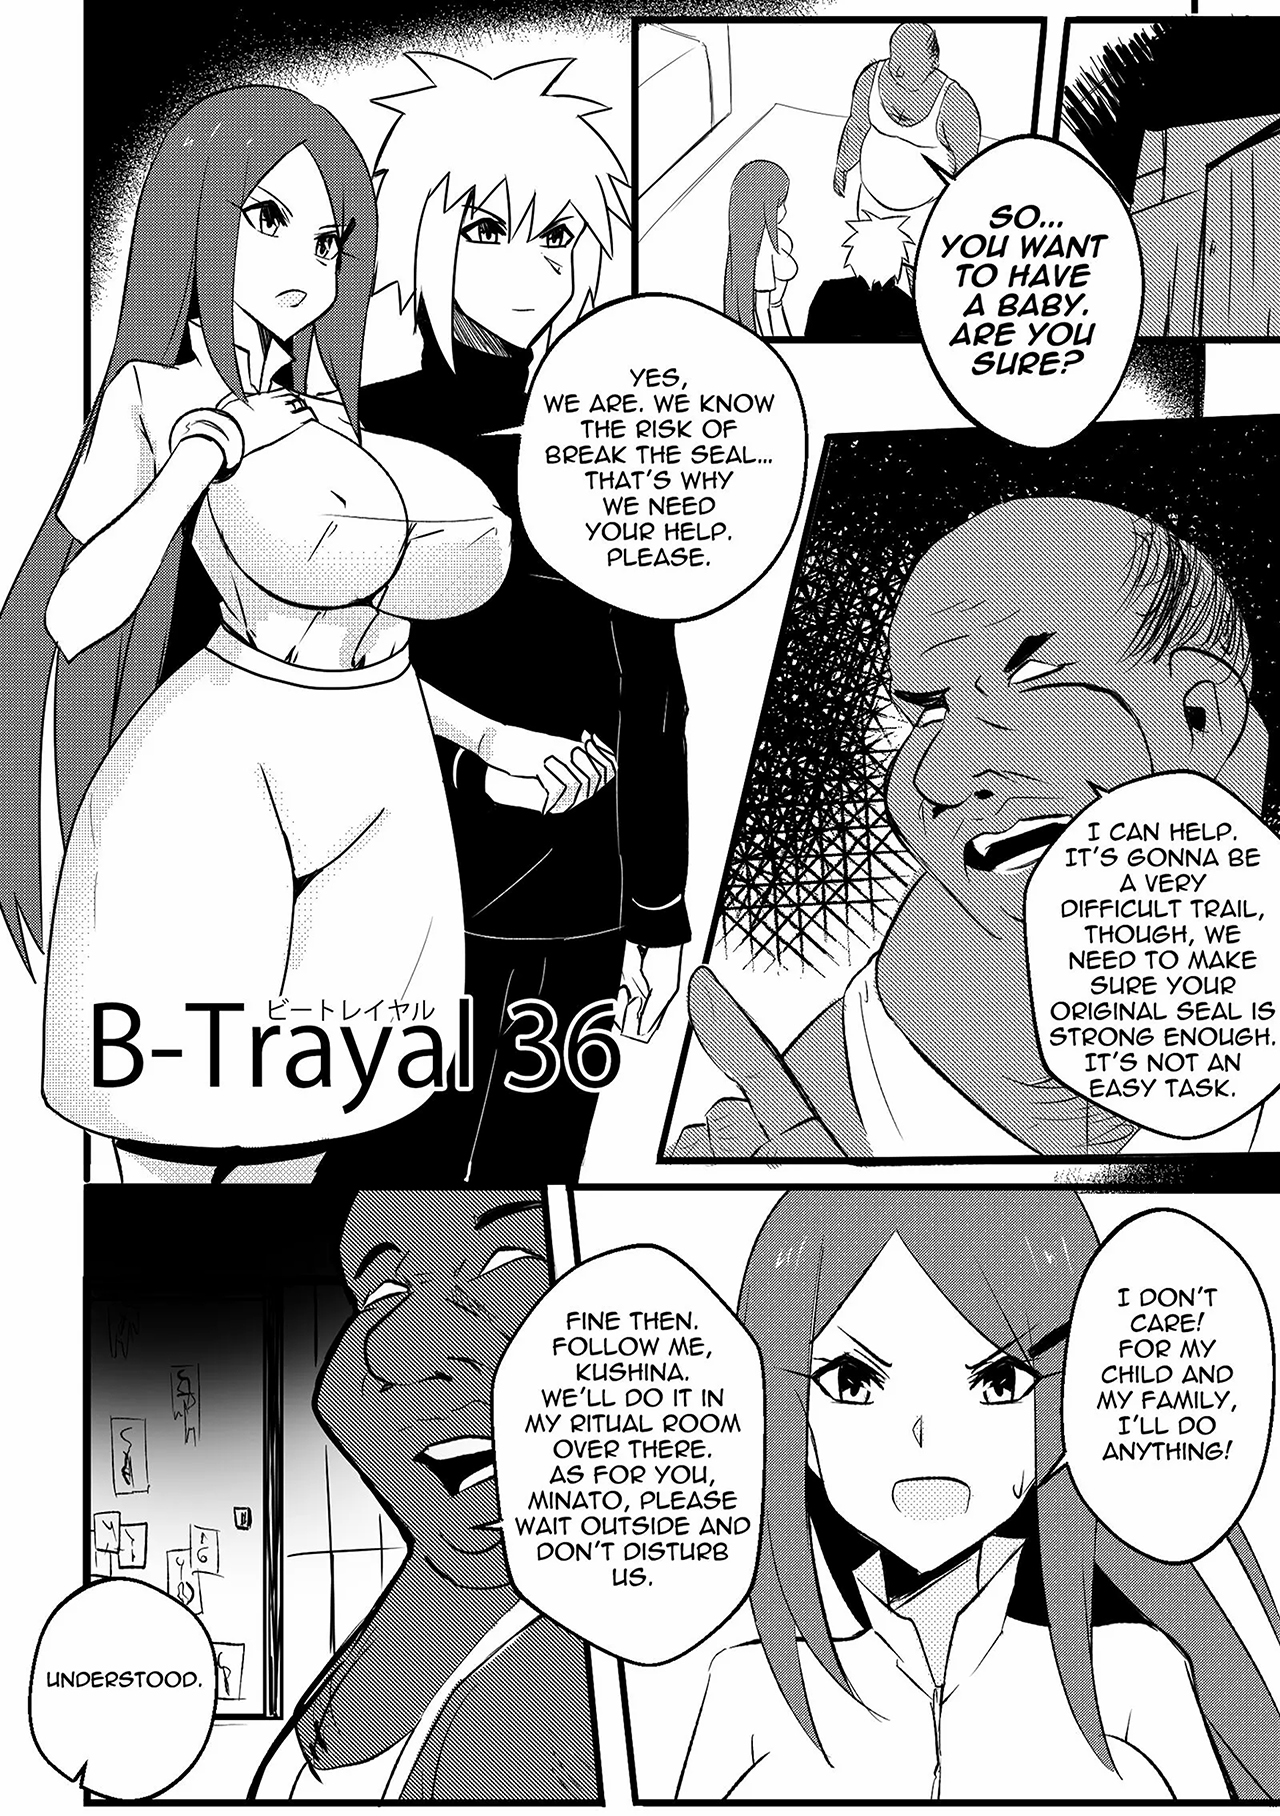 SO...
YOU WANT
TO HAVE
A BABY.
ARE YOU
SURE?
YES,
WE ARE. WE KNOW
THE RISK OF
BREAK THE SEAL...
THAT'S WHY
WE NEED
YOUR HELP.
PLEASE.
I CAN HELP.
IT'S GONNA BE
A VERY
DIFFICULT TRAIL,
THOUGH, WE
NEED TO MAKE
SURE YOUR
ORIGINAL SEAL IS
STRONG ENOUGH.
IT'S NOT AN
EASY TASK.
ビートレイヤル
B-Trayal 36
I DON'T
CARE!
FOR MY
CHILD AND
MY FAMILY,
I'LL DO
ANYTHING!
FINE THEN.
FOLLOW ME,
KUSHINA.
WE'LL DO IT IN
MY RITUAL ROOM
OVER THERE.
AS FOR YOU,
MINATO, PLEASE
WAIT OUTSIDE AND
DON'T DISTURB
US.
UNDERSTOOD.